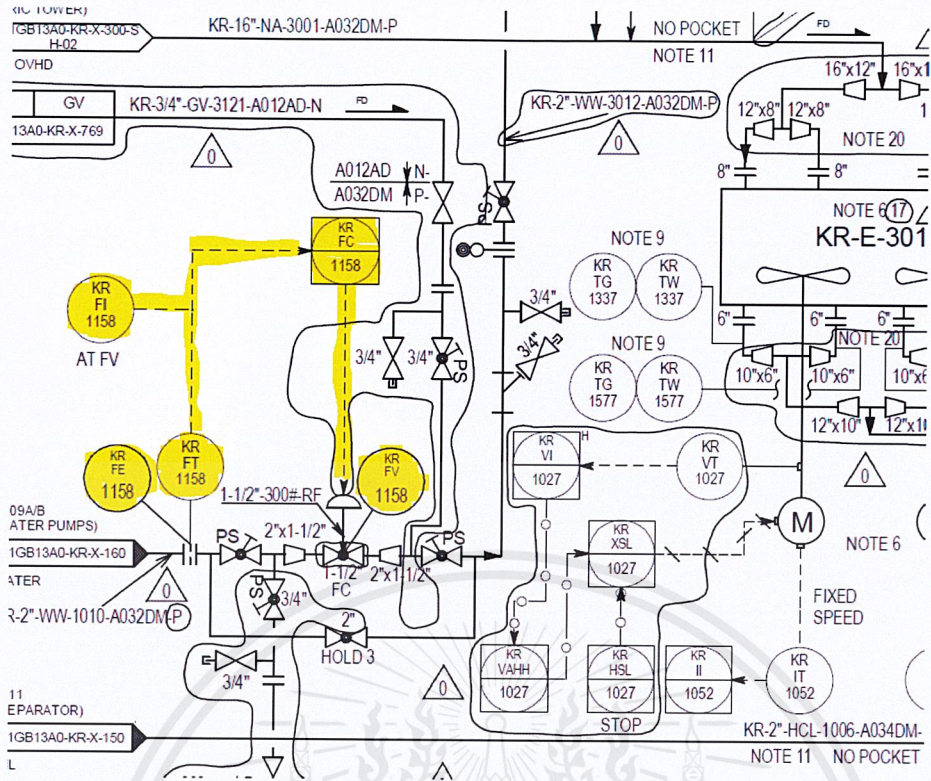 RIC TOWER)
1GB13A0-KR-X-300-S
H-02
OVHD
KR-16"-NA-3001-A032DM-P
NO POCKET
NOTE 11
FD
16"x12"
16"x1
12"x8"
12"x8"
NOTE 20
8"
8"
GV
13A0-KR-X-769
KR-3/4"-GV-3121-A012AD-N
FD
0
KR-2"-WW-3012-A032DM-P
0
A012AD
N-
A032DM
P-
PS
NOTE 6
17
KR-E-301
KR
FC
1158
KR
FI
1158
AT FV
NOTE 9
KR
TG
1337
KR
TW
1337
3/4"
3/4"
3/4"
3/4"
PS
6"
6"
6"
NOTE 20
10"x6"
10"x6"
10"x6
12"x10"
12"x1
NOTE 9
KR
TG
1577
KR
TW
1577
KR
FE
1158
KR
FT
1158
KR
FV
1158
1-1/2"-300#-RF
H
KR
VI
1027
KR
VT
1027
0
09A/B
ATER PUMPS)
1GB13A0-KR-X-160
ATER
PS
2"x1-1/2"
1-1/2"
FC
2"x1-1/2"
PS
KR
XSL
1027
M
NOTE 6
0
R-2"-WW-1010-A032DM-P
PS
3/4"
2"
HOLD 3
FIXED
SPEED
3/4"
0
KR
VAHH
1027
KR
HSL
1027
STOP
KR
II
1052
KR
IT
1052
11
EPARATOR)
1GB13A0-KR-X-150
KR-2"-HCL-1006-A034DM-
NOTE 11
NO POCKET